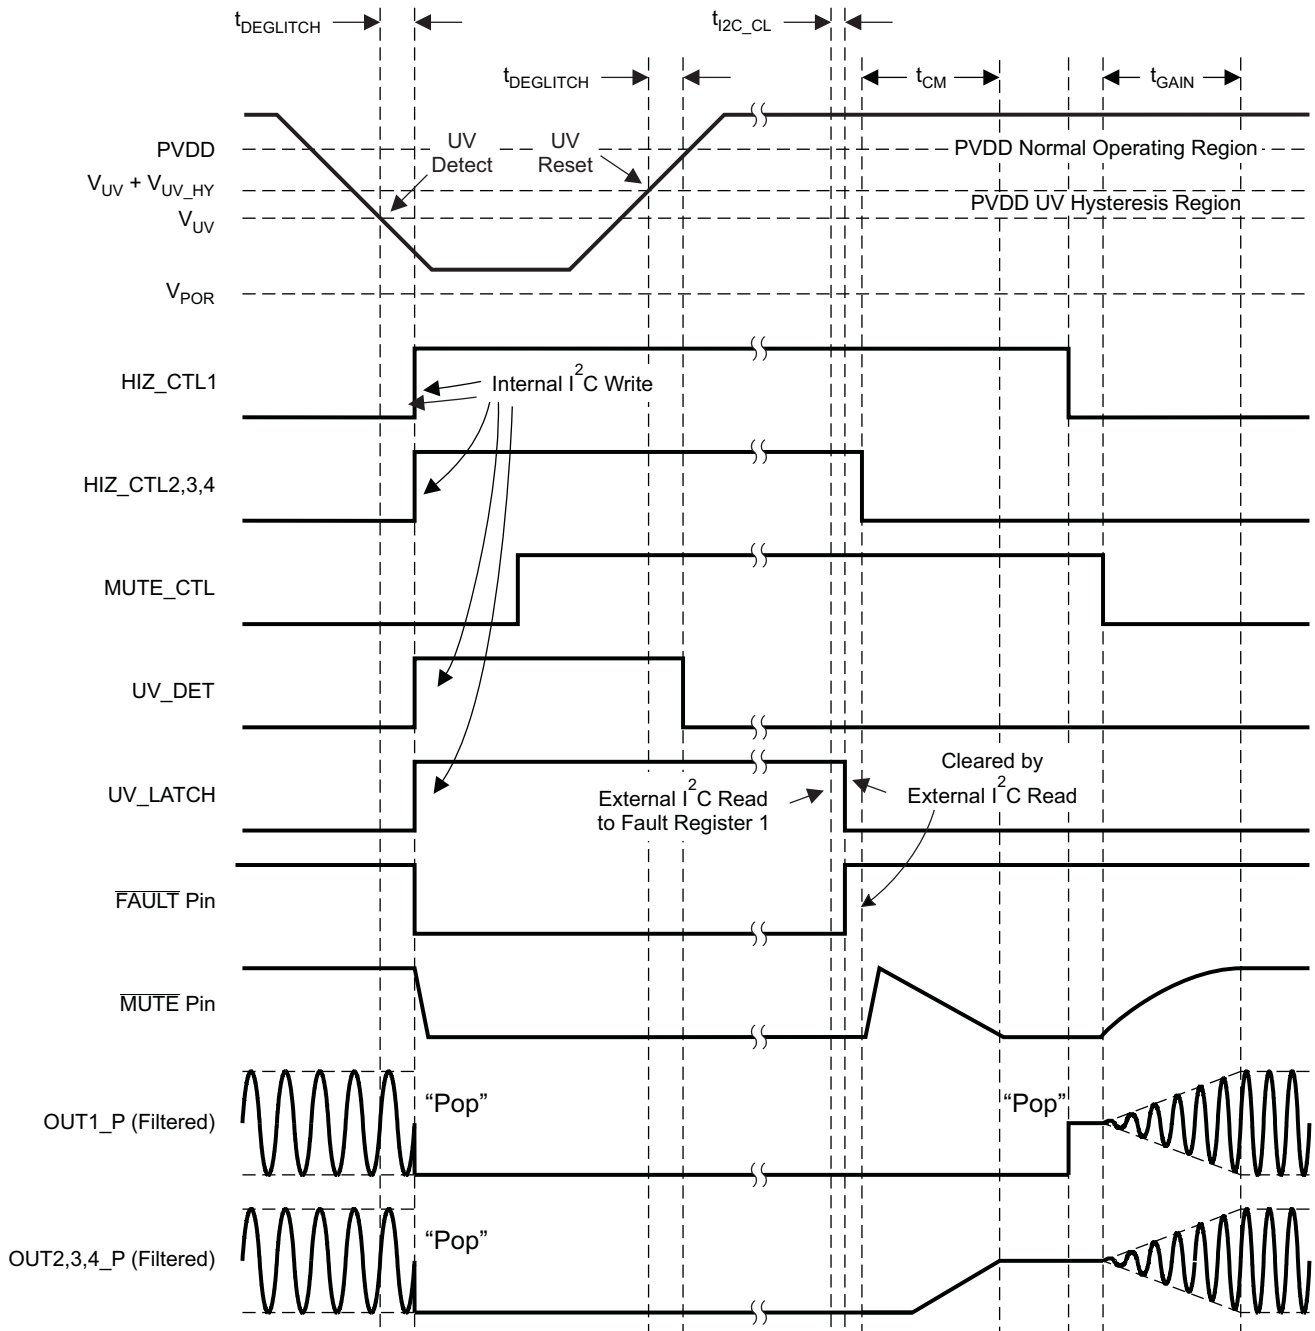 tDEGLITCH
tI2C_CL
tDEGLITCH
tCM
tGAIN
PVDD
UV
Detect
UV
Reset
PVDD Normal Operating Region
VUV + VUV_HY
PVDD UV Hysteresis Region
VUV
VPOR
HIZ_CTL1
Internal I2C Write
HIZ_CTL2,3,4
MUTE_CTL
UV_DET
UV_LATCH
External I2C Read
to Fault Register 1
Cleared by
External I2C Read
FAULT Pin
MUTE Pin
OUT1_P (Filtered)
“Pop”
“Pop”
OUT2,3,4_P (Filtered)
“Pop”